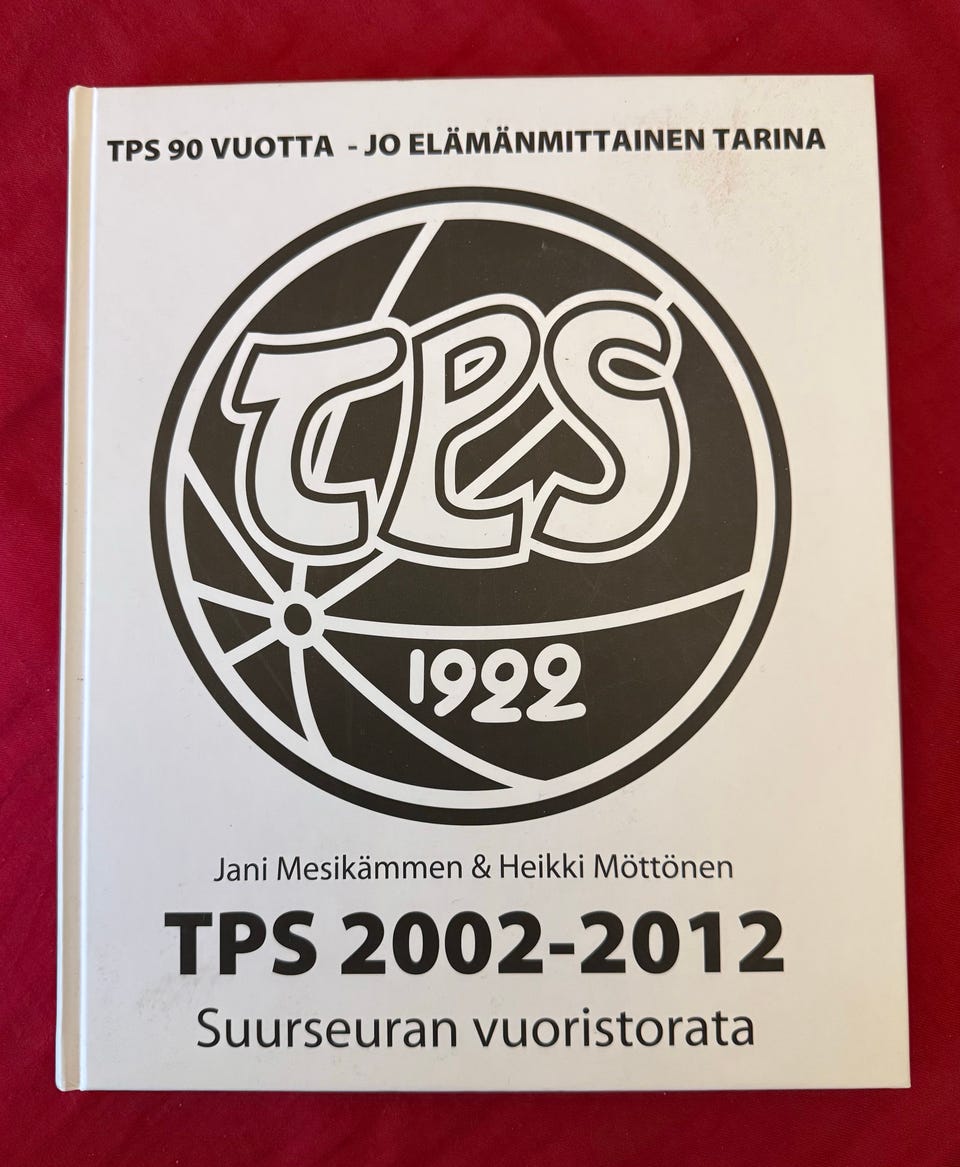 TPS 90 VUOTTA - JO ELÄMÄNMITTAINEN TARINA
TPS
1922
Jani Mesikämmen & Heikki Möttönen
TPS 2002-2012
Suurseuran vuoristorata